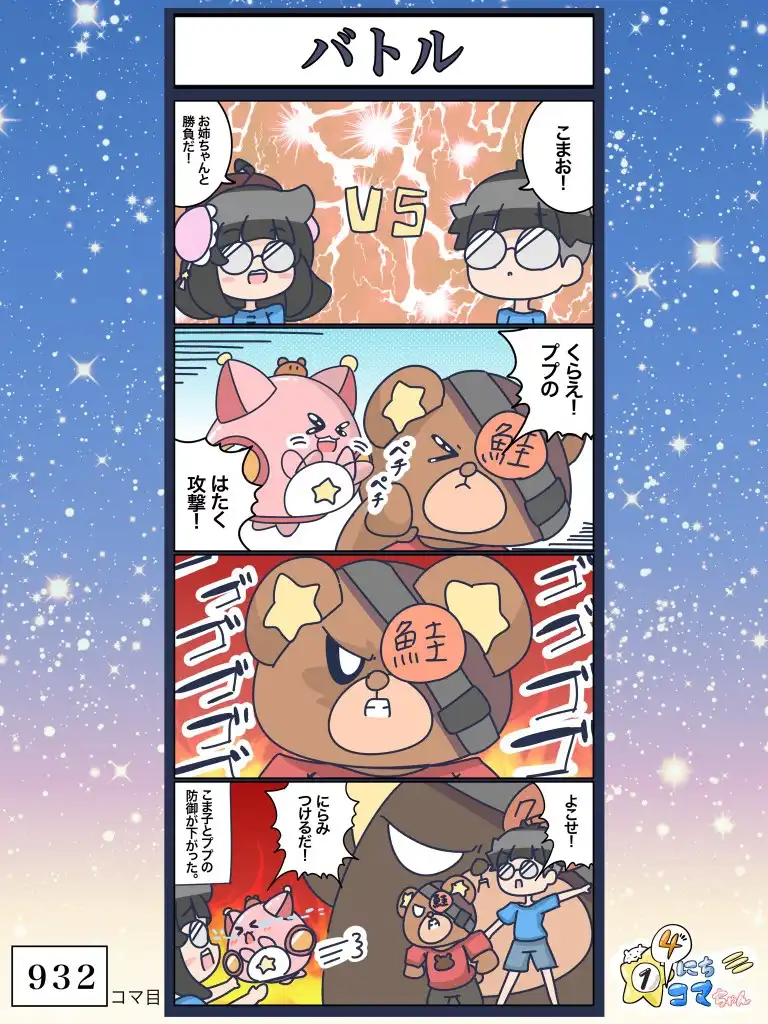 バトル
こまお！
お姉ちゃんと
勝負だ！
VS
くらえ！
ププの
鮭
ペチ
ペチ
はたく
攻撃！
ゴゴゴゴゴ
鮭
ゴゴゴゴゴ
よこせ！
にらみ
つけるだ！
こま子とププの
防御が下がった。
鮭
932
コマ目
1
4
にち
コマ
ちゃん